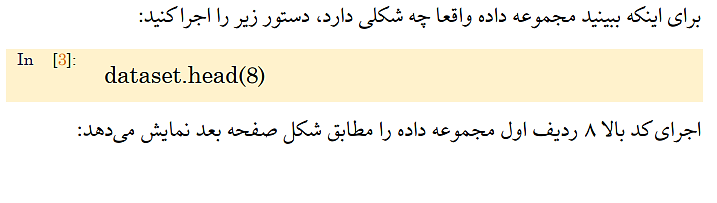 برای اینکه ببینید مجموعه داده واقعا چه شکلی دارد، دستور زیر را اجرا کنید:
In [3]:
dataset.head(8)
اجرای کد بالا ۸ ردیف اول مجموعه داده را مطابق شکل صفحه بعد نمایش می‌دهد: